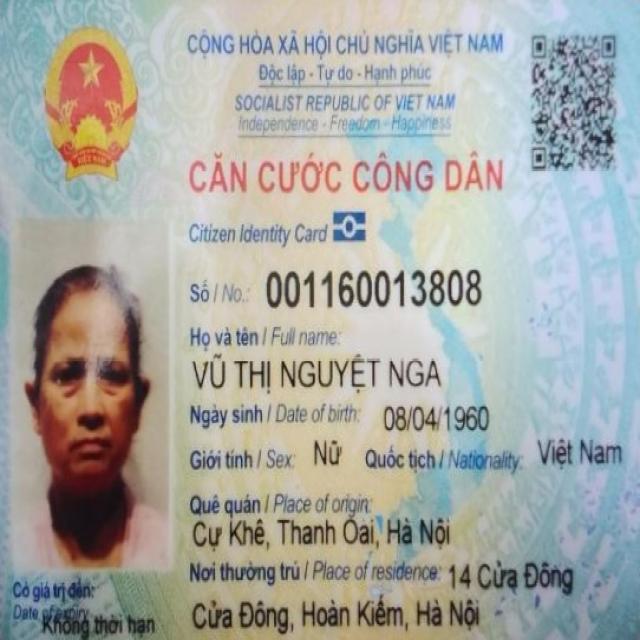 CỘNG HÒA XÃ HỘI CHỦ NGHĨA VIỆT NAM
Độc lập - Tự do - Hạnh phúc
SOCIALIST REPUBLIC OF VIET NAM
Independence - Freedom - Happiness
CĂN CƯỚC CÔNG DÂN
Citizen Identity Card
Số / No.: 001160013808
Họ và tên / Full name:
VŨ THỊ NGUYỆT NGA
Ngày sinh / Date of birth: 08/04/1960
Giới tính / Sex: Nữ Quốc tịch / Nationality: Việt Nam
Quê quán / Place of origin:
Cự Khê, Thanh Oai, Hà Nội
Nơi thường trú / Place of residence: 14 Cửa Đông
Cửa Đông, Hoàn Kiếm, Hà Nội
Có giá trị đến:
Date of expiry
Không thời hạn